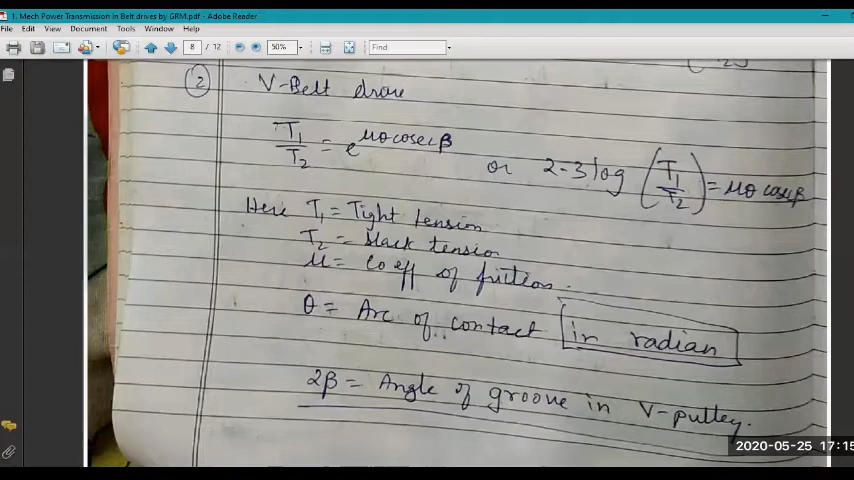 1. Mech Power Transmission in Belt drives by GRM.pdf - Adobe Reader
File Edit View Document Tools Window Help
8 / 12 50% Find
② V-Belt drove
T₁/T₂ = e^μθ cosec β or 2-3 log (T₁/T₂) = μθ cosec β
Here T₁ = Tight tension
T₂ = slack tension
μ = coeff of friction.
θ = Arc of contact in radian
2β = Angle of groove in V-pulley.
2020-05-25 17:15